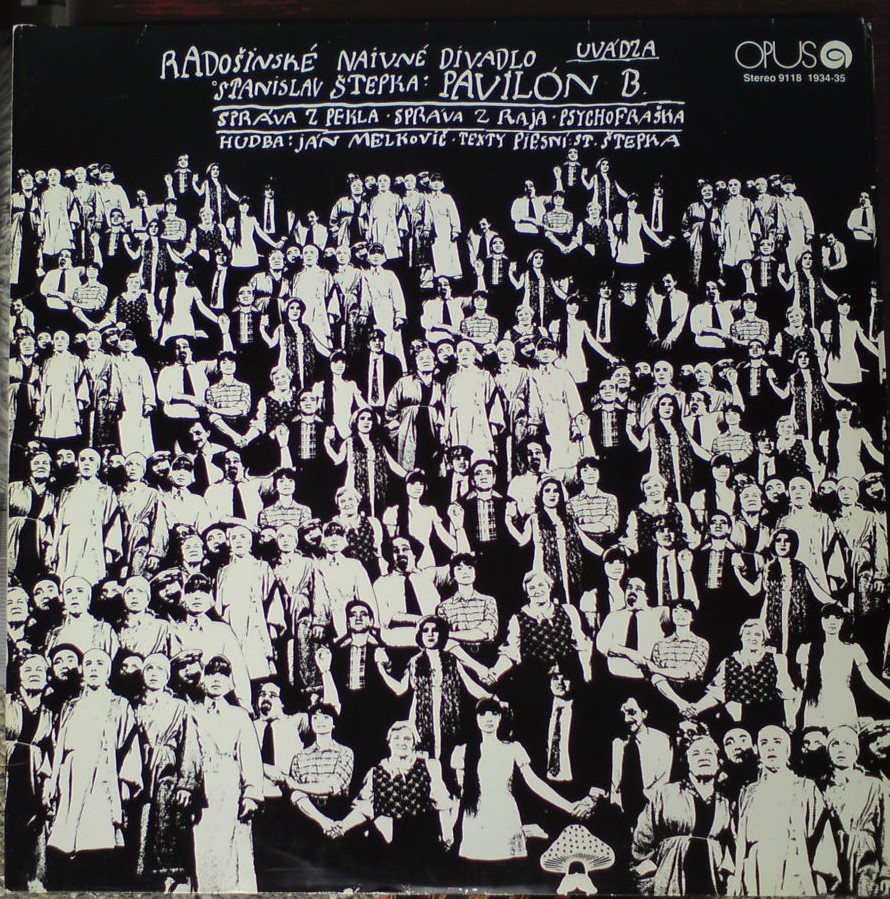 RADOŠINSKÉ NAIVNÉ DIVADLO UVÁDZA
STANISLAV ŠTEPKA: PAVILÓN B.
SPRÁVA Z PEKLA · SPRÁVA Z RAJA · PSYCHOFRAŠKA
HUDBA: JÁN MELKOVIČ · TEXTY PIESNÍ: ST. ŠTEPKA
OPUS
Stereo 9118 1934-35